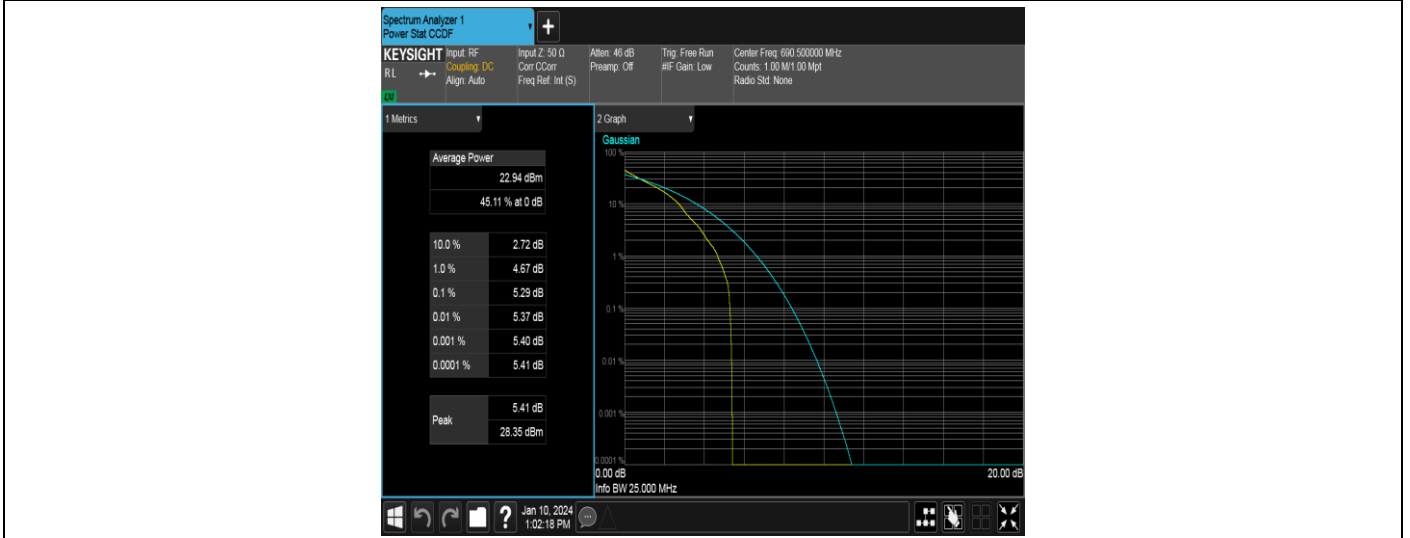 Spectrum Analyzer 1
Power Stat CCDF
+
KEYSIGHT
RL
LXI
Input: RF
Coupling: DC
Align: Auto
Input Z: 50 Ω
Corr CCorr
Freq Ref: Int (S)
Atten: 46 dB
Preamp: Off
Trig: Free Run
#IF Gain: Low
Center Freq: 690.500000 MHz
Counts: 1.00 M/1.00 Mpt
Radio Std: None
1 Metrics
Average Power
22.94 dBm
45.11 % at 0 dB
10.0 % 2.72 dB
1.0 % 4.67 dB
0.1 % 5.29 dB
0.01 % 5.37 dB
0.001 % 5.40 dB
0.0001 % 5.41 dB
Peak
5.41 dB
28.35 dBm
2 Graph
Gaussian
100 %
10 %
1 %
0.1 %
0.01 %
0.001 %
0.0001 %
0.00 dB 20.00 dB
Info BW 25.000 MHz
?
Jan 10, 2024
1:02:18 PM